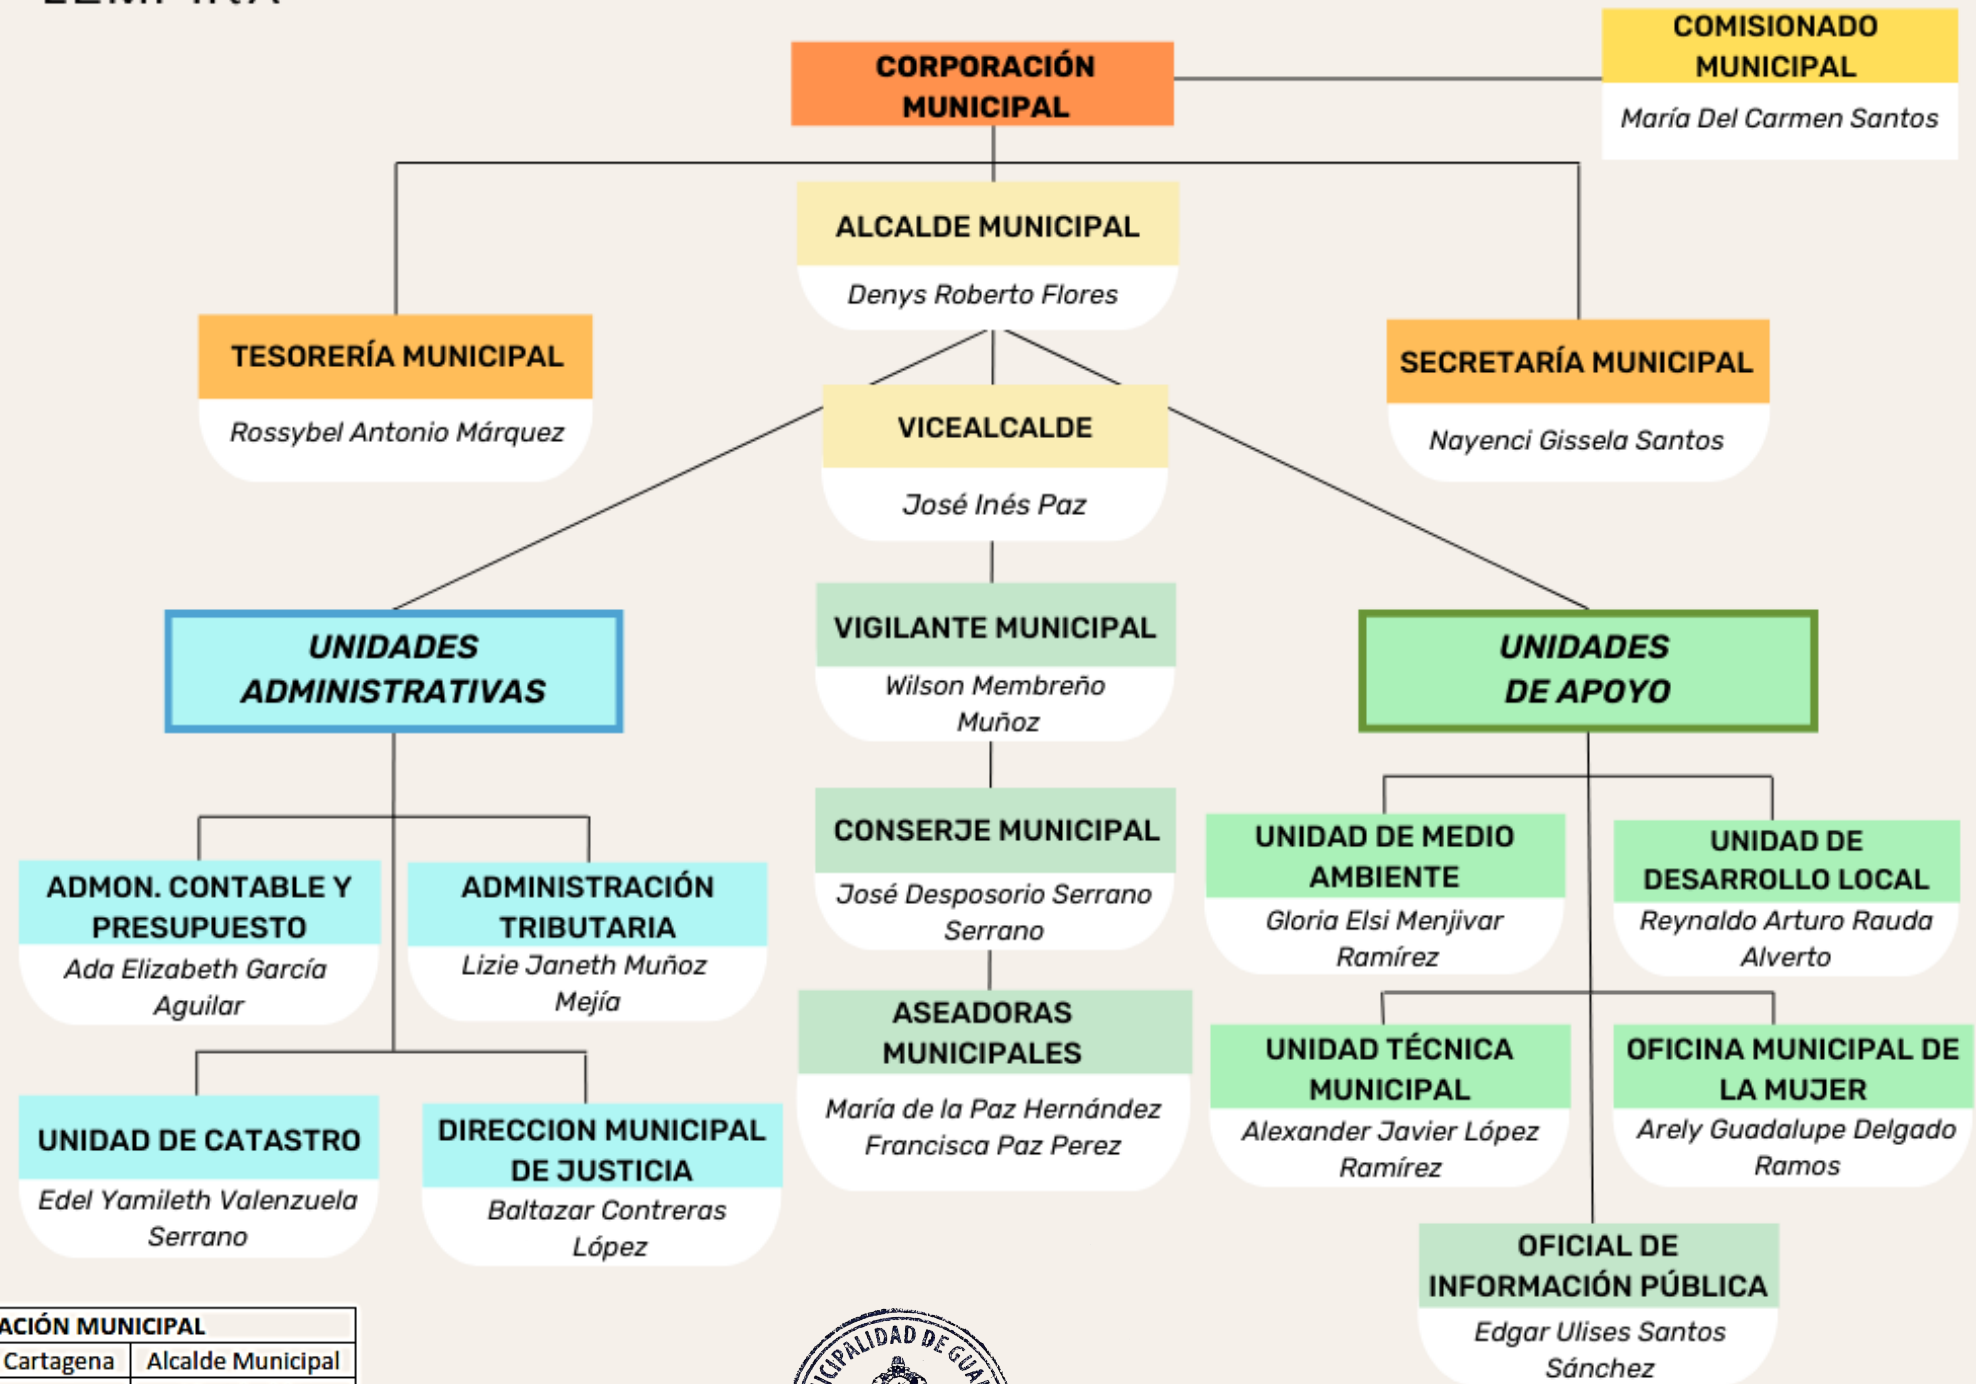 CORPORACIÓN
MUNICIPAL
COMISIONADO
MUNICIPAL
María Del Carmen Santos
ALCALDE MUNICIPAL
Denys Roberto Flores
TESORERÍA MUNICIPAL
Rossybel Antonio Márquez
SECRETARÍA MUNICIPAL
Nayenci Gissela Santos
VICEALCALDE
José Inés Paz
UNIDADES
ADMINISTRATIVAS
VIGILANTE MUNICIPAL
Wilson Membreño
Muñoz
UNIDADES
DE APOYO
CONSERJE MUNICIPAL
José Desposorio Serrano
Serrano
ADMON. CONTABLE Y
PRESUPUESTO
Ada Elizabeth García
Aguilar
ADMINISTRACIÓN
TRIBUTARIA
Lizie Janeth Muñoz
Mejía
UNIDAD DE MEDIO
AMBIENTE
Gloria Elsi Menjivar
Ramírez
UNIDAD DE
DESARROLLO LOCAL
Reynaldo Arturo Rauda
Alverto
ASEADORAS
MUNICIPALES
María de la Paz Hernández
Francisca Paz Perez
UNIDAD TÉCNICA
MUNICIPAL
Alexander Javier López
Ramírez
OFICINA MUNICIPAL DE
LA MUJER
Arely Guadalupe Delgado
Ramos
UNIDAD DE CATASTRO
Edel Yamileth Valenzuela
Serrano
DIRECCION MUNICIPAL
DE JUSTICIA
Baltazar Contreras
López
OFICIAL DE
INFORMACIÓN PÚBLICA
Edgar Ulises Santos
Sánchez
ACIÓN MUNICIPAL
Cartagena Alcalde Municipal
ICIPALIDAD DE GUA